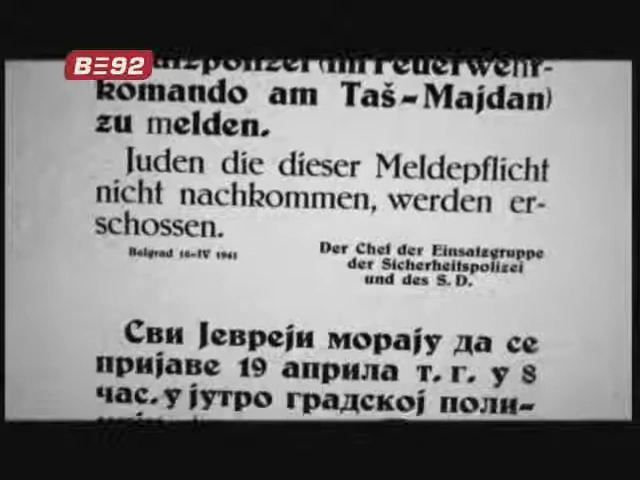 B92
komando am Taš-Majdan)
zu melden.
Juden die dieser Meldepflicht
nicht nachkommen, werden er-
schossen.
Belgrad 16-IV 1941
Der Chef der Einsatzgruppe
der Sicherheitspolizei
und des S. D.
Сви Јевреји морају да се
пријаве 19 априла т. г. у 8
час. у јутро градској поли-